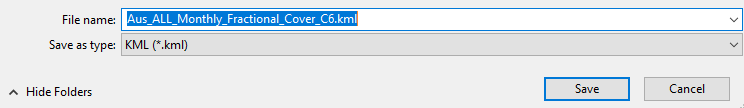 File name: Aus_ALL_Monthly_Fractional_Cover_C6.kml
Save as type: KML (*.kml)
Hide Folders Save Cancel